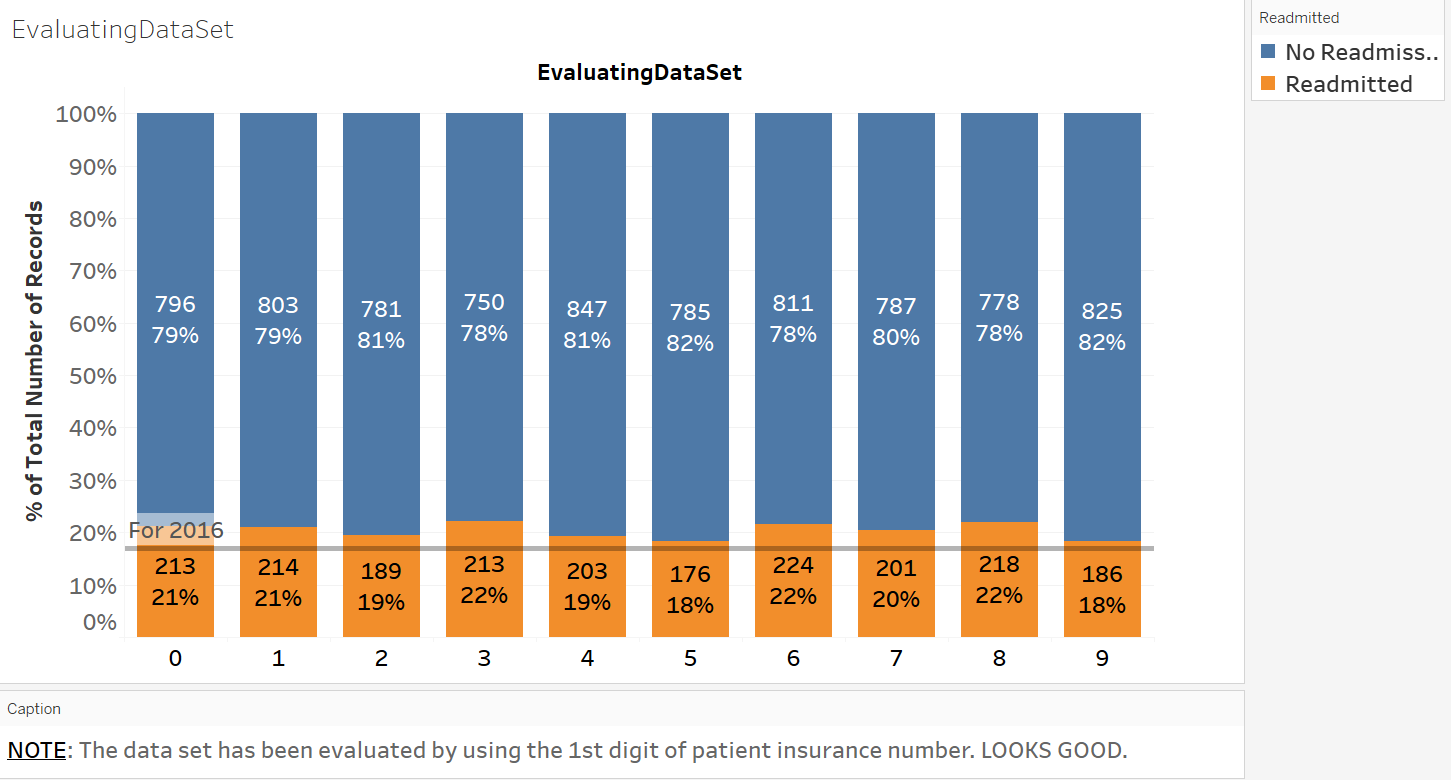 EvaluatingDataSet
EvaluatingDataSet
Readmitted
No Readmiss..
Readmitted
% of Total Number of Records
100%
90%
80%
70%
60%
50%
40%
30%
20%
10%
0%
796 803 781 750 847 785 811 787 778 825
79% 79% 81% 78% 81% 82% 78% 80% 78% 82%
For 2016
213 214 189 213 203 176 224 201 218 186
21% 21% 19% 22% 19% 18% 22% 20% 22% 18%
0 1 2 3 4 5 6 7 8 9
Caption
NOTE: The data set has been evaluated by using the 1st digit of patient insurance number. LOOKS GOOD.